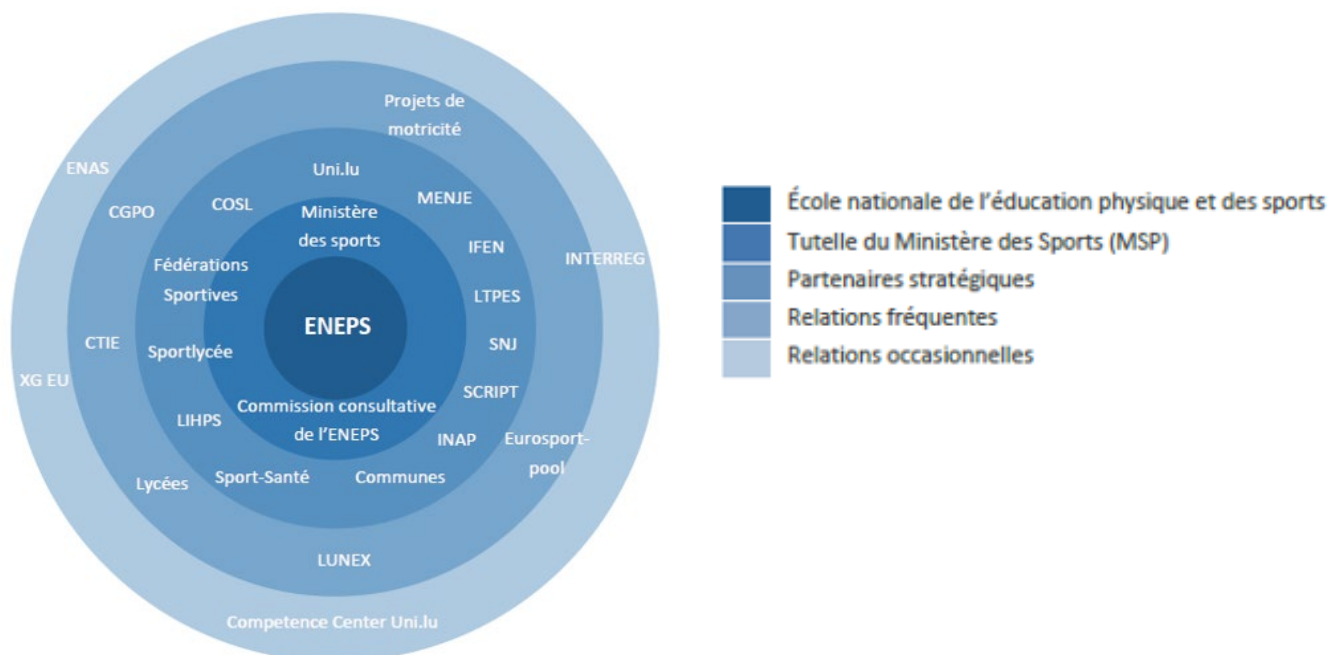 Projets de
motricité
ENAS
Uni.lu
CGPO
COSL
MENJE
Ministère
des sports
IFEN
INTERREG
Fédérations
Sportives
LTPES
ENEPS
CTIE
Sportlycée
SNJ
XG EU
SCRIPT
Commission consultative
de l'ENEPS
LIHPS
INAP
Eurosport-
pool
Lycées
Sport-Santé
Communes
LUNEX
Competence Center Uni.lu
École nationale de l'éducation physique et des sports
Tutelle du Ministère des Sports (MSP)
Partenaires stratégiques
Relations fréquentes
Relations occasionnelles